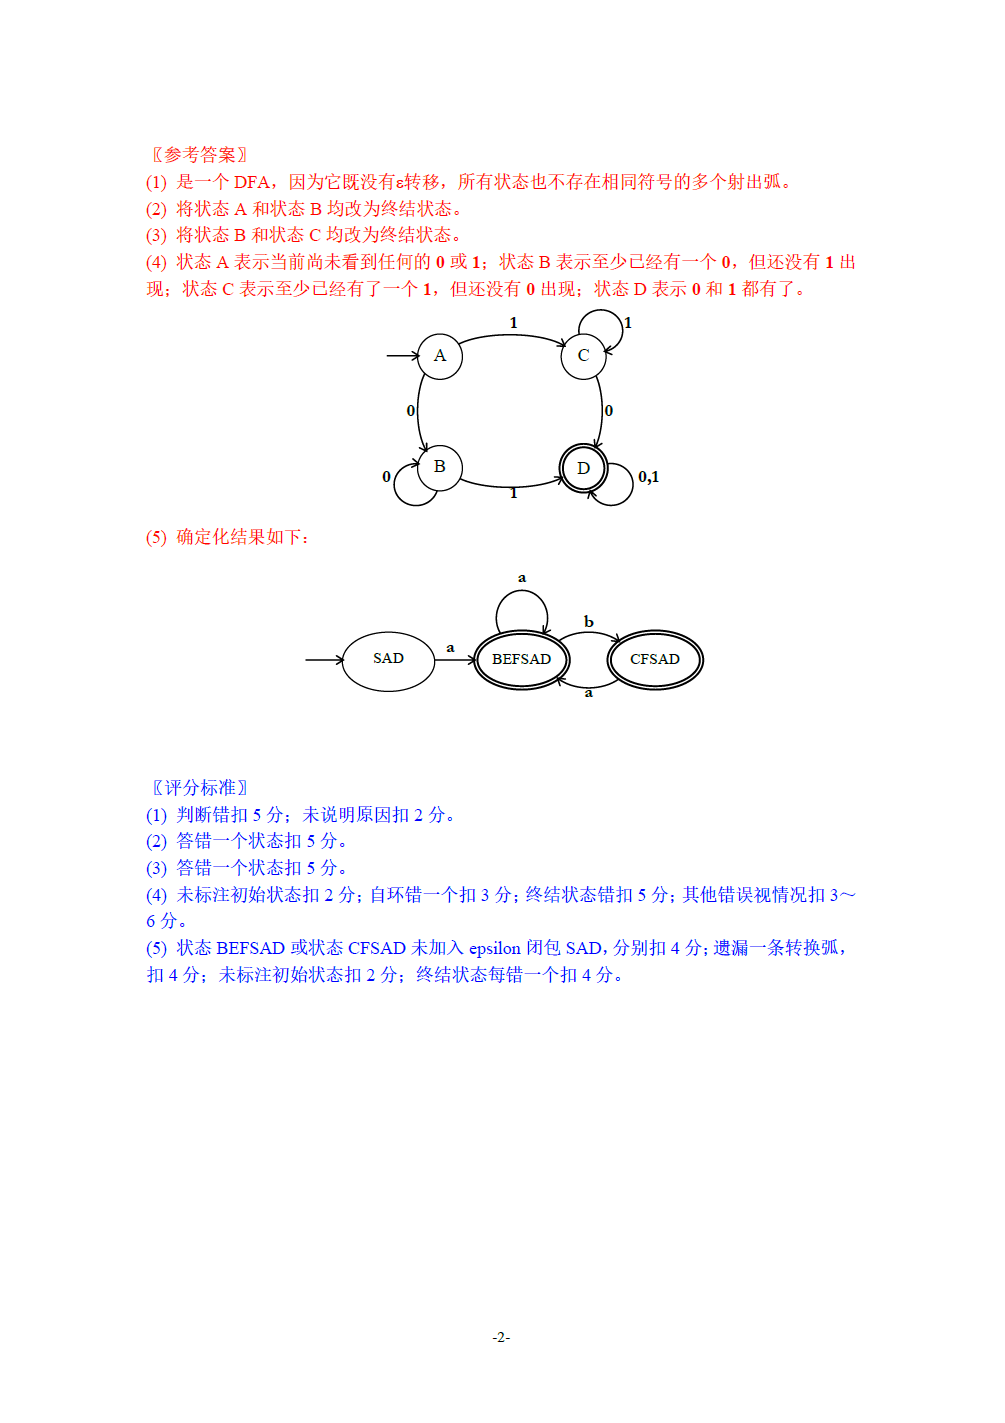 〖参考答案〗
(1) 是一个 DFA，因为它既没有ε转移，所有状态也不存在相同符号的多个射出弧。
(2) 将状态 A 和状态 B 均改为终结状态。
(3) 将状态 B 和状态 C 均改为终结状态。
(4) 状态 A 表示当前尚未看到任何的 0 或 1；状态 B 表示至少已经有一个 0，但还没有 1 出
现；状态 C 表示至少已经有了一个 1，但还没有 0 出现；状态 D 表示 0 和 1 都有了。
1
1
A
C
0
0
B
D
0
0,1
1
(5) 确定化结果如下：
a
b
a
SAD
BEFSAD
CFSAD
a
〖评分标准〗
(1) 判断错扣 5 分；未说明原因扣 2 分。
(2) 答错一个状态扣 5 分。
(3) 答错一个状态扣 5 分。
(4) 未标注初始状态扣 2 分；自环错一个扣 3 分；终结状态错扣 5 分；其他错误视情况扣 3～
6 分。
(5) 状态 BEFSAD 或状态 CFSAD 未加入 epsilon 闭包 SAD，分别扣 4 分；遗漏一条转换弧，
扣 4 分；未标注初始状态扣 2 分；终结状态每错一个扣 4 分。
-2-